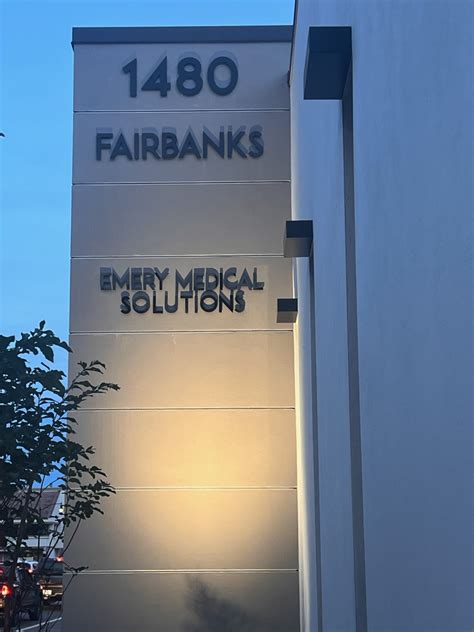 1480
FAIRBANKS
EMERY MEDICAL
SOLUTIONS